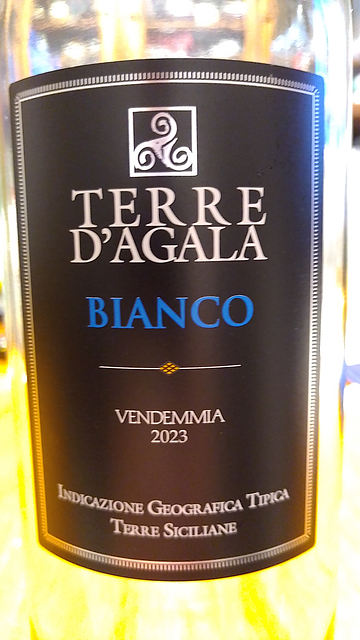 TERRE
D'AGALA
BIANCO
VENDEMMIA
2023
INDICAZIONE GEOGRAFICA TIPICA
TERRE SICILIANE